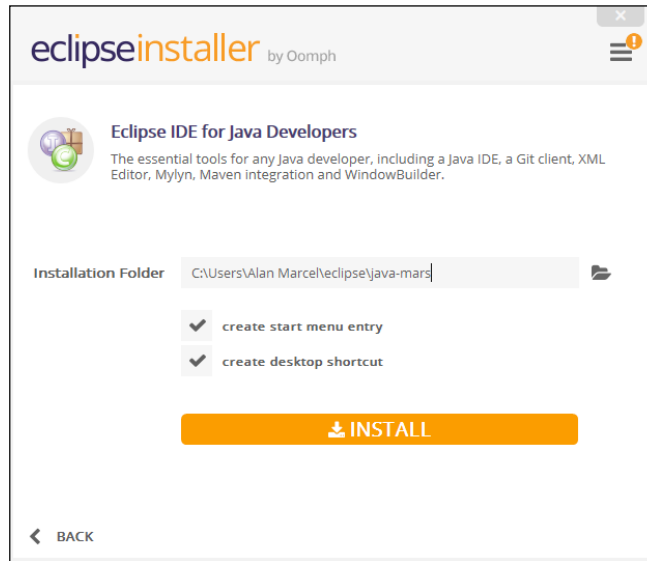 eclipseinstaller by Oomph
Eclipse IDE for Java Developers
The essential tools for any Java developer, including a Java IDE, a Git client, XML
Editor, Mylyn, Maven integration and WindowBuilder.
Installation Folder C:\Users\Alan Marcel\eclipse\java-mars
create start menu entry
create desktop shortcut
INSTALL
BACK